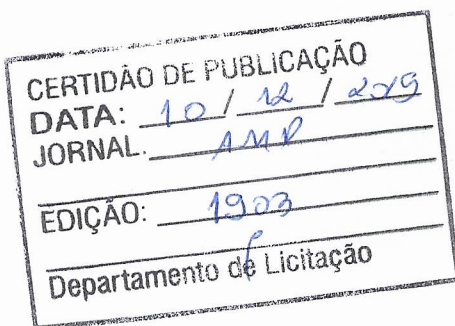 CERTIDÃO DE PUBLICAÇÃO
DATA: 10 / 12 / 2019
JORNAL. AMP
EDIÇÃO: 1903
Departamento de Licitação